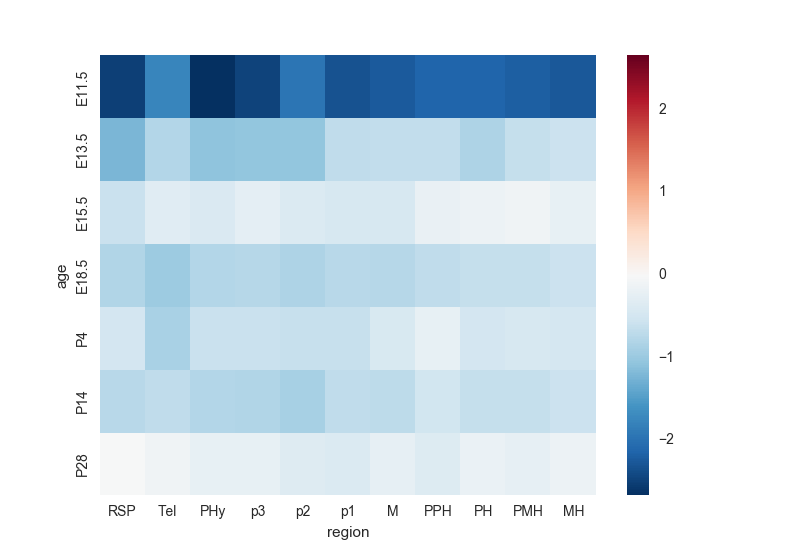 E11.5
E13.5
E15.5
E18.5
P4
P14
P28
age
RSP Tel PHy p3 p2 p1 M PPH PH PMH MH
region
2
1
0
−1
−2